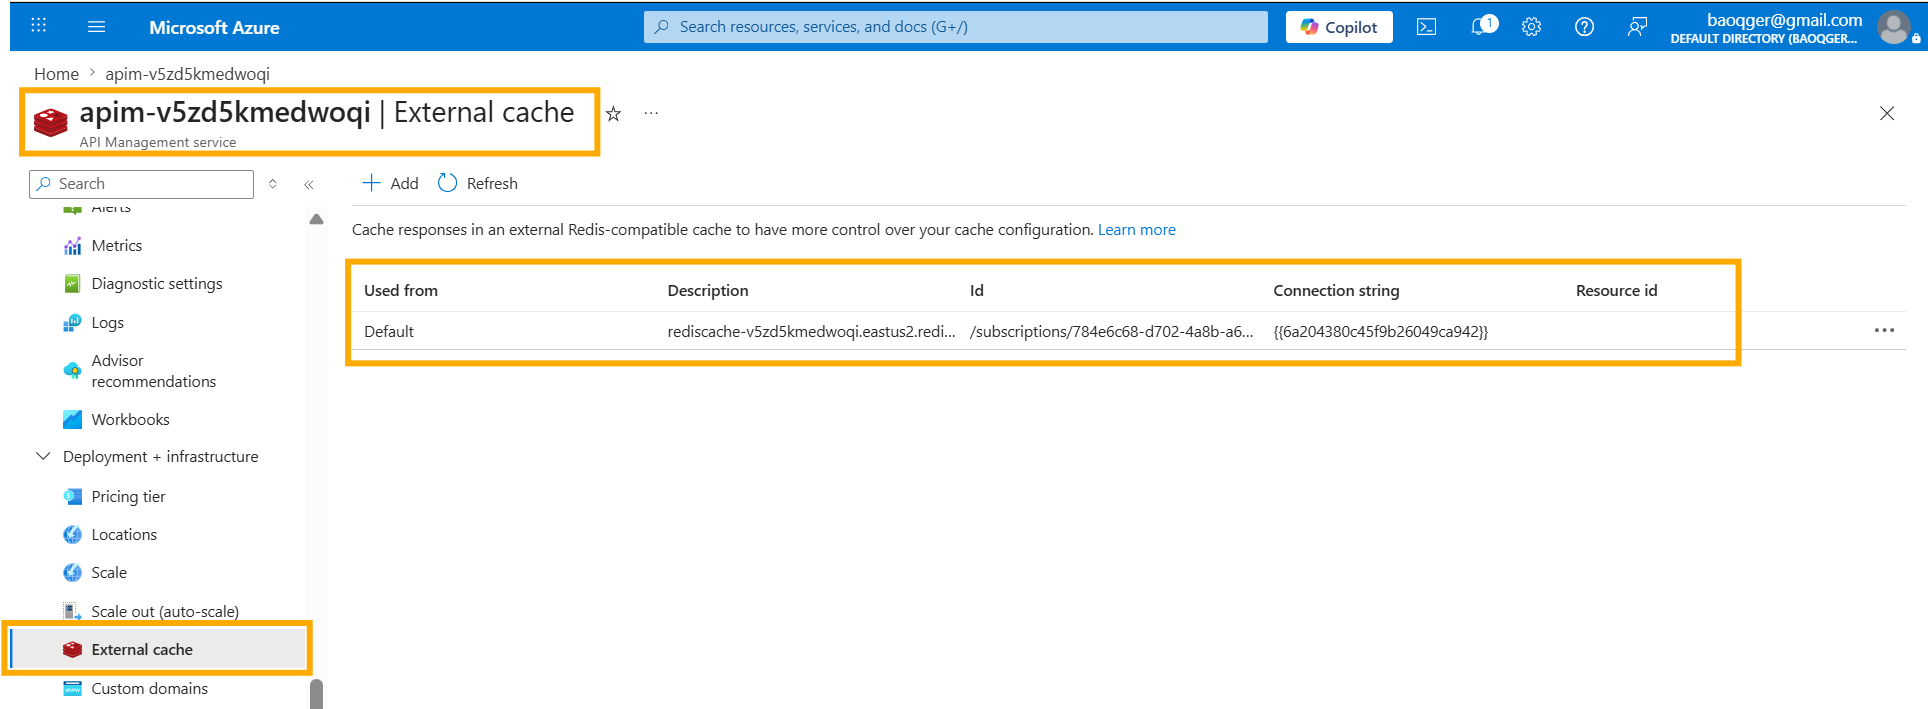 Microsoft Azure
Search resources, services, and docs (G+/)
Copilot
1
baoqger@gmail.com
DEFAULT DIRECTORY (BAOQGER...
Home > apim-v5zd5kmedwoqi
apim-v5zd5kmedwoqi | External cache
...
API Management service
Search
Add
Refresh
Alerts
Metrics
Diagnostic settings
Logs
Advisor
recommendations
Workbooks
Deployment + infrastructure
Pricing tier
Locations
Scale
Scale out (auto-scale)
External cache
Custom domains
Cache responses in an external Redis-compatible cache to have more control over your cache configuration. Learn more
Used from Description Id Connection string Resource id
Default rediscache-v5zd5kmedwoqi.eastus2.redi... /subscriptions/784e6c68-d702-4a8b-a6... {{6a204380c45f9b26049ca942}}